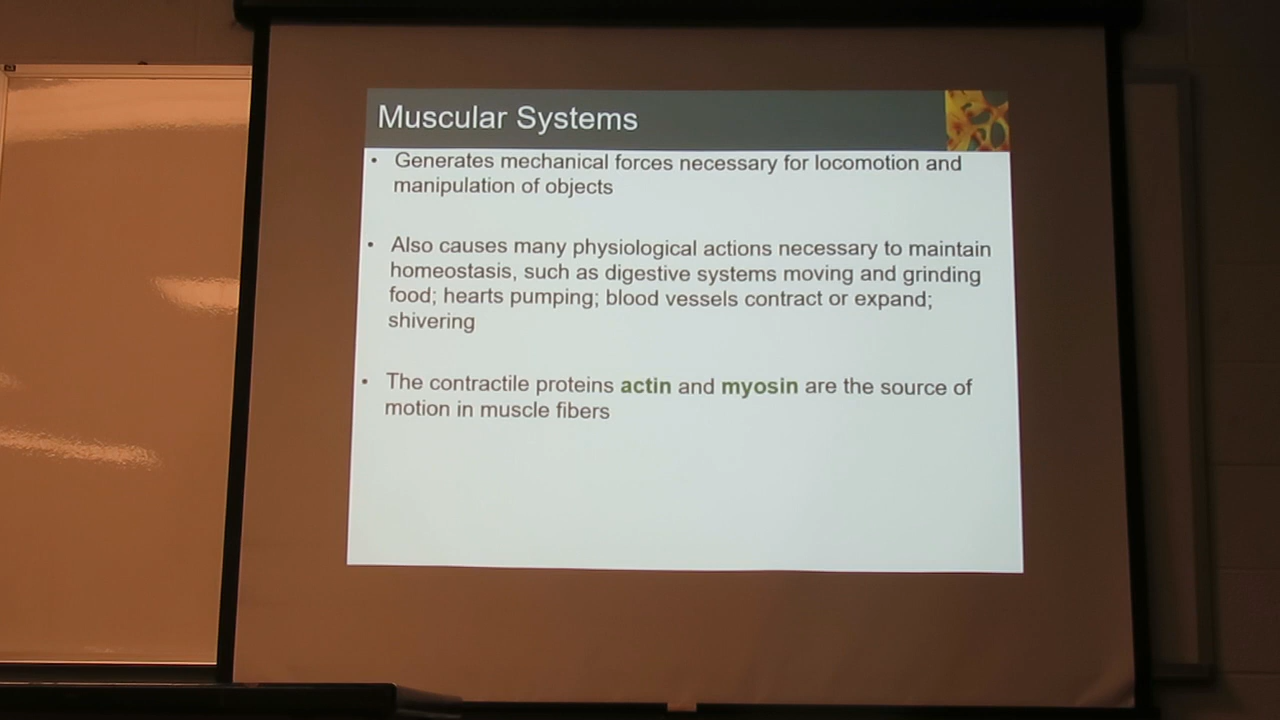 Muscular Systems
• Generates mechanical forces necessary for locomotion and
manipulation of objects
• Also causes many physiological actions necessary to maintain
homeostasis, such as digestive systems moving and grinding
food; hearts pumping; blood vessels contract or expand;
shivering
• The contractile proteins actin and myosin are the source of
motion in muscle fibers